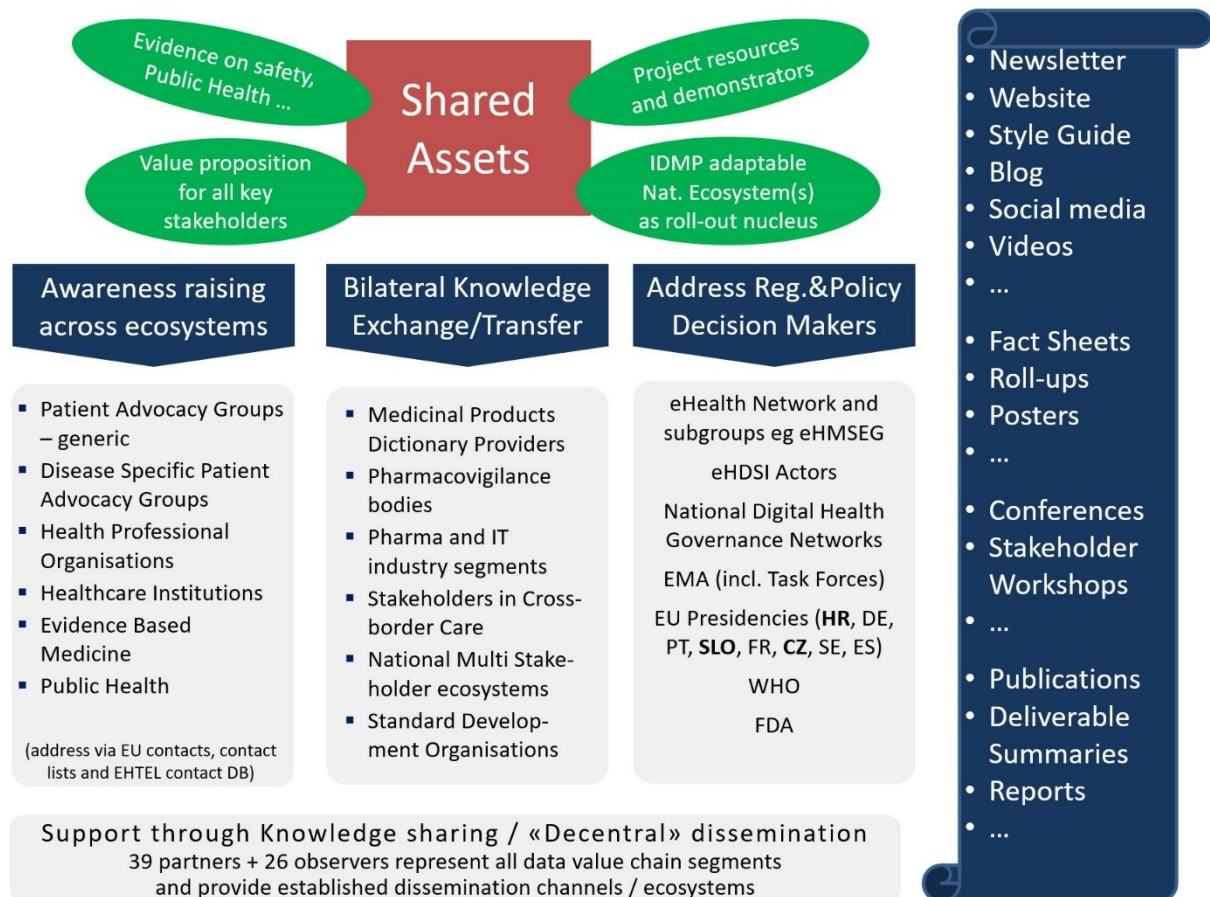 Evidence on safety,
Public Health ...
Shared
Assets
Project resources
and demonstrators
Value proposition
for all key
stakeholders
IDMP adaptable
Nat. Ecosystem(s)
as roll-out nucleus
Awareness raising
across ecosystems
▪ Patient Advocacy Groups
– generic
▪ Disease Specific Patient
Advocacy Groups
▪ Health Professional
Organisations
▪ Healthcare Institutions
▪ Evidence Based
Medicine
▪ Public Health
(address via EU contacts, contact
lists and EHTEL contact DB)
Bilateral Knowledge
Exchange/Transfer
▪ Medicinal Products
Dictionary Providers
▪ Pharmacovigilance
bodies
▪ Pharma and IT
industry segments
▪ Stakeholders in Cross-
border Care
▪ National Multi Stake-
holder ecosystems
▪ Standard Develop-
ment Organisations
Address Reg.&Policy
Decision Makers
eHealth Network and
subgroups eg eHMSEG
eHDSI Actors
National Digital Health
Governance Networks
EMA (incl. Task Forces)
EU Presidencies (HR, DE,
PT, SLO, FR, CZ, SE, ES)
WHO
FDA
Support through Knowledge sharing / «Decentral» dissemination
39 partners + 26 observers represent all data value chain segments
and provide established dissemination channels / ecosystems
• Newsletter
• Website
• Style Guide
• Blog
• Social media
• Videos
• ...
• Fact Sheets
• Roll-ups
• Posters
• ...
• Conferences
• Stakeholder
Workshops
• ...
• Publications
• Deliverable
Summaries
• Reports
• ...